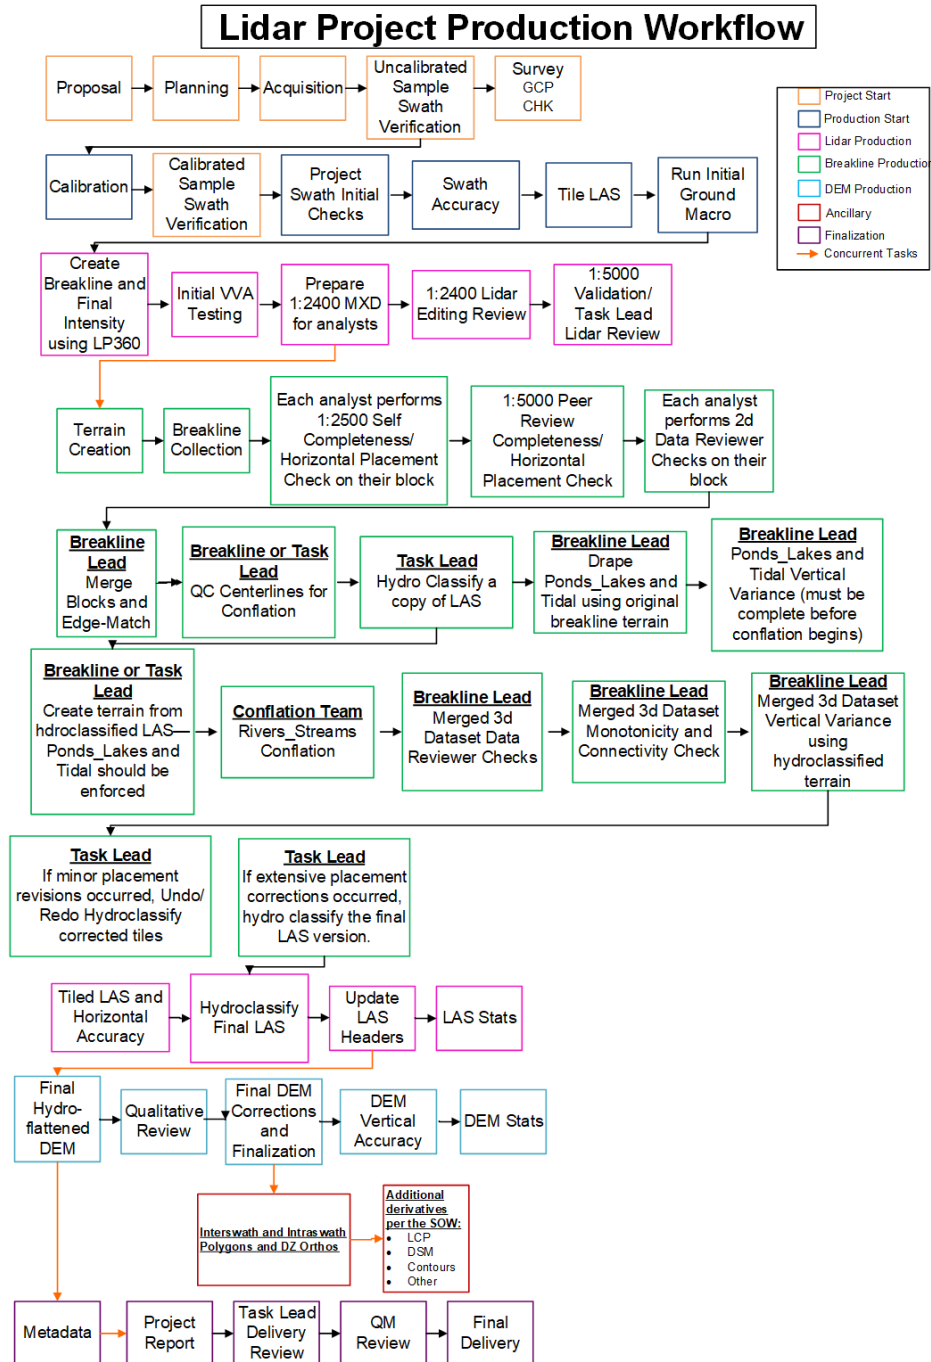 Lidar Project Production Workflow
Proposal
Planning
Acquisition
Uncalibrated
Sample
Swath
Verification
Survey
GCP
CHK
Project Start
Production Start
Lidar Production
Breakline Production
DEM Production
Ancillary
Finalization
Concurrent Tasks
Calibration
Calibrated
Sample
Swath
Verification
Project
Swath Initial
Checks
Swath
Accuracy
Tile LAS
Run Initial
Ground
Macro
Create
Breakline and
Final
Intensity
using LP360
Initial VVA
Testing
Prepare
1:2400 MXD
for analysts
1:2400 Lidar
Editing Review
1:5000
Validation/
Task Lead
Lidar Review
Terrain
Creation
Breakline
Collection
Each analyst performs
1:2500 Self
Completeness/
Horizontal Placement
Check on their block
1:5000 Peer
Review
Completeness/
Horizontal
Placement Check
Each analyst
performs 2d
Data Reviewer
Checks on their
block
Breakline
Lead
Merge
Blocks and
Edge-Match
Breakline or Task
Lead
QC Centerlines for
Conflation
Task Lead
Hydro Classify a
copy of LAS
Breakline Lead
Drape
Ponds_Lakes and
Tidal using original
breakline terrain
Breakline Lead
Ponds_Lakes and
Tidal Vertical
Variance (must be
complete before
conflation begins)
Breakline or Task
Lead
Create terrain from
hdroclassified LAS—
Ponds_Lakes and
Tidal should be
enforced
Conflation Team
Rivers_Streams
Conflation
Breakline Lead
Merged 3d
Dataset Data
Reviewer Checks
Breakline Lead
Merged 3d Dataset
Monotonicity and
Connectivity Check
Breakline Lead
Merged 3d Dataset
Vertical Variance
using
hydroclassified
terrain
Task Lead
If minor placement
revisions occurred, Undo/
Redo Hydroclassify
corrected tiles
Task Lead
If extensive placement
corrections occurred,
hydro classify the final
LAS version.
Tiled LAS and
Horizontal
Accuracy
Hydroclassify
Final LAS
Update
LAS
Headers
LAS Stats
Final
Hydro-
flattened
DEM
Qualitative
Review
Final DEM
Corrections
and
Finalization
DEM
Vertical
Accuracy
DEM Stats
Interswath and Intraswath
Polygons and DZ Orthos
Additional
derivatives
per the SOW:
• LCP
• DSM
• Contours
• Other
Metadata
Project
Report
Task Lead
Delivery
Review
QM
Review
Final
Delivery